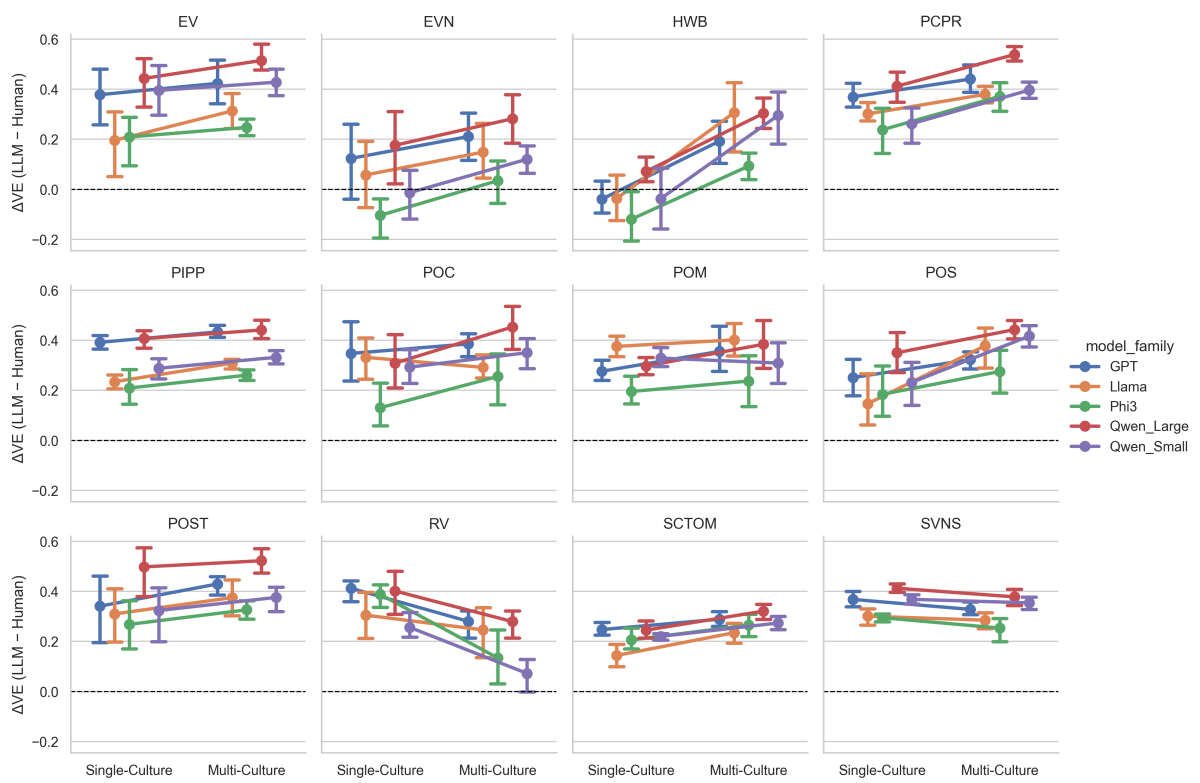 EV EVN HWB PCPR
0.6
0.4
0.2
0.0
−0.2
ΔVE (LLM − Human)
PIPP POC POM POS
0.6
0.4
0.2
0.0
−0.2
ΔVE (LLM − Human)
model_family
GPT
Llama
Phi3
Qwen_Large
Qwen_Small
POST RV SCTOM SVNS
0.6
0.4
0.2
0.0
−0.2
ΔVE (LLM − Human)
Single-Culture Multi-Culture Single-Culture Multi-Culture Single-Culture Multi-Culture Single-Culture Multi-Culture